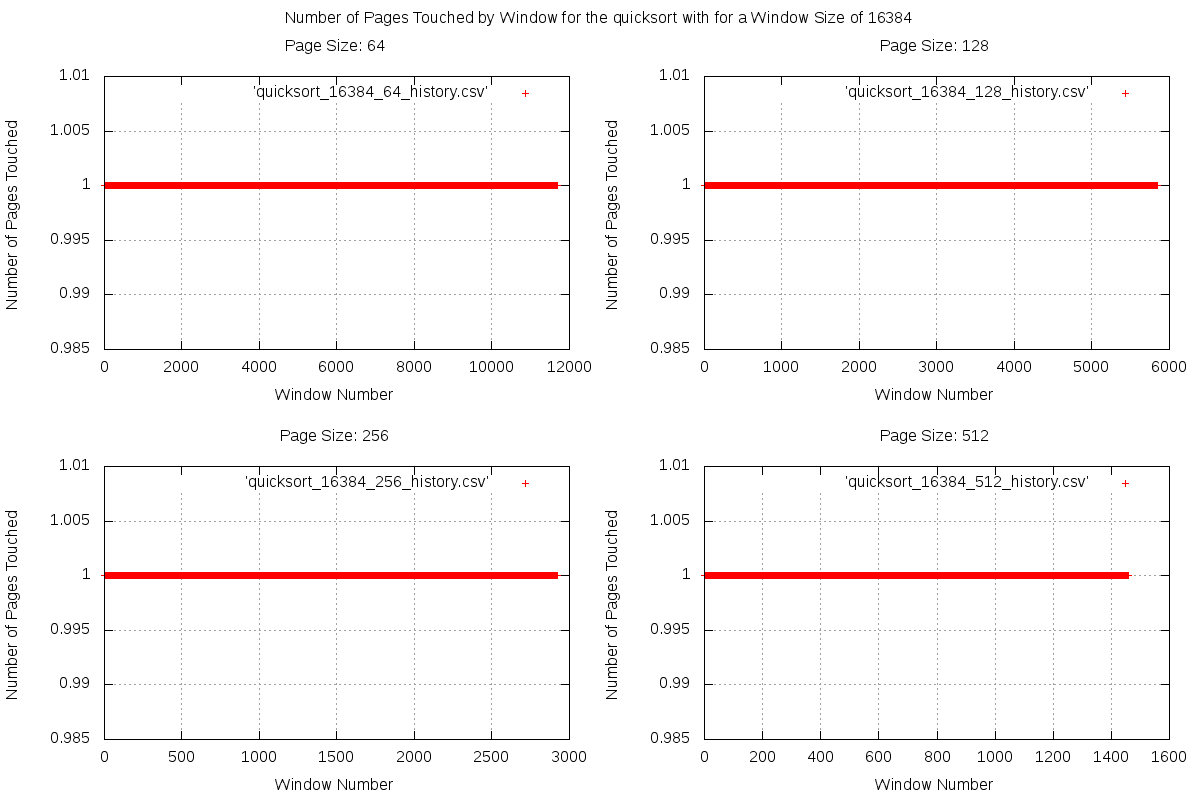 Number of Pages Touched by Window for the quicksort with for a Window Size of 16384
Page Size: 64
1.01
1.005
1
0.995
0.99
0.985
Number of Pages Touched
'quicksort_16384_64_history.csv'
0 2000 4000 6000 8000 10000 12000
Window Number
Page Size: 128
1.01
1.005
1
0.995
0.99
0.985
Number of Pages Touched
'quicksort_16384_128_history.csv'
0 1000 2000 3000 4000 5000 6000
Window Number
Page Size: 256
1.01
1.005
1
0.995
0.99
0.985
Number of Pages Touched
'quicksort_16384_256_history.csv'
0 500 1000 1500 2000 2500 3000
Window Number
Page Size: 512
1.01
1.005
1
0.995
0.99
0.985
Number of Pages Touched
'quicksort_16384_512_history.csv'
0 200 400 600 800 1000 1200 1400 1600
Window Number